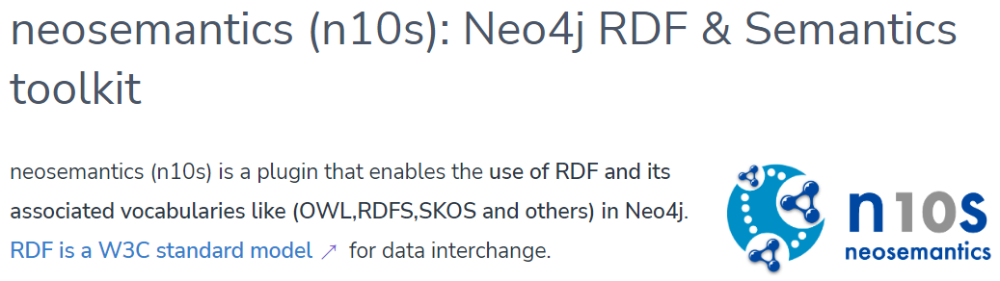 neosemantics (n10s): Neo4j RDF & Semantics
toolkit
neosemantics (n10s) is a plugin that enables the use of RDF and its
associated vocabularies like (OWL,RDFS,SKOS and others) in Neo4j.
RDF is a W3C standard model ↗ for data interchange.
n10s
neosemantics